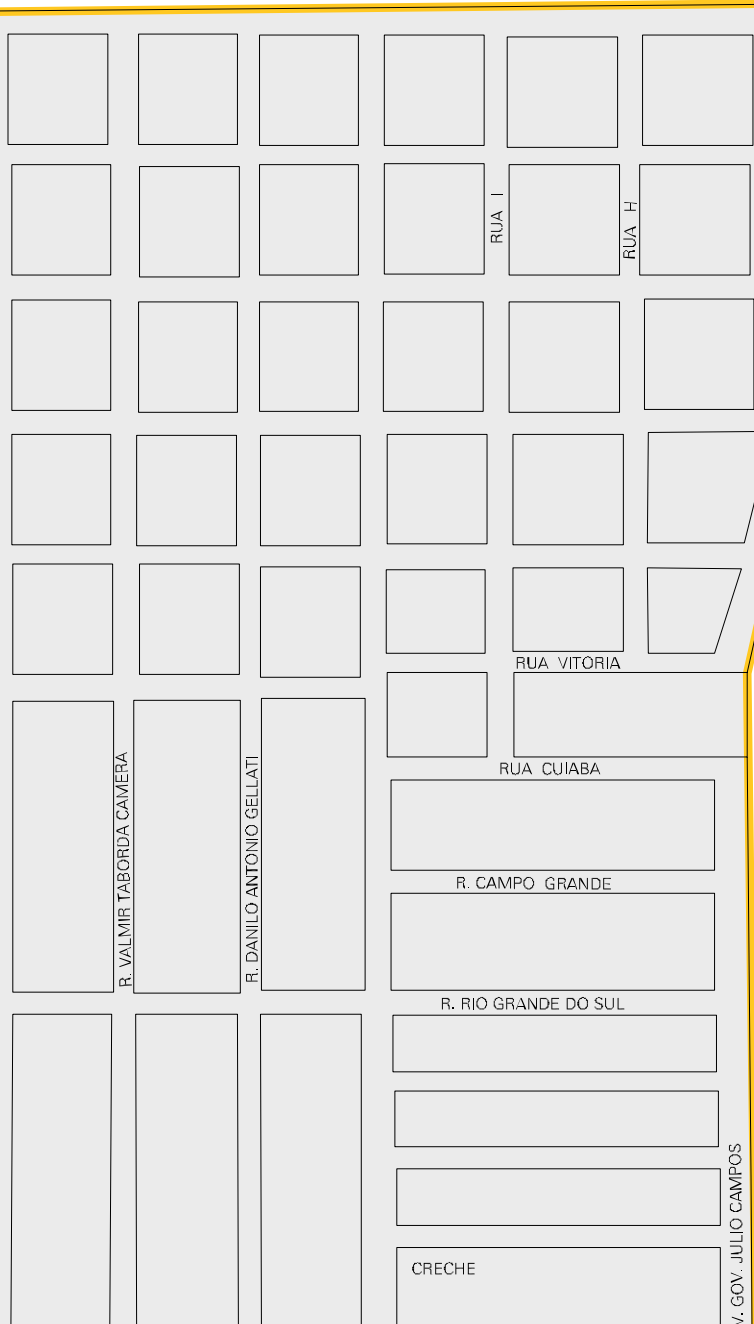 RUA I
RUA H
RUA VITORIA
R. VALMIR TABORDA CAMERA
R. DANILO ANTONIO GELLATI
RUA CUIABA
R. CAMPO GRANDE
R. RIO GRANDE DO SUL
V. GOV. JULIO CAMPOS
CRECHE